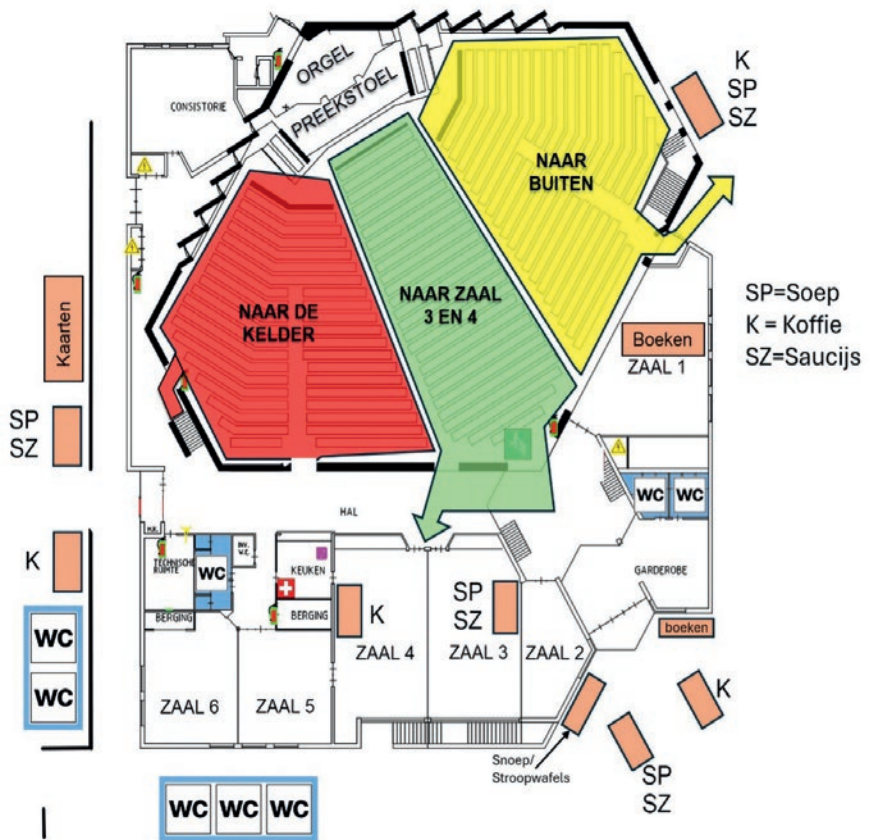 ORGEL
PREEKSTOEL
CONSISTORIE
K
SP
SZ
NAAR
BUITEN
NAAR ZAAL
3 EN 4
NAAR DE
KELDER
SP=Soep
K = Koffie
SZ=Saucijs
Boeken
ZAAL 1
Kaarten
SP
SZ
K
WC
WC
HAL
WC WC
GARDEROBE
boeken
M.K.
TECHNISCHE
RUIMTE
WC
INV.
W.C.
KEUKEN
BERGING
BERGING
K
SP
SZ
ZAAL 6
ZAAL 5
ZAAL 4
ZAAL 3
ZAAL 2
K
SP
SZ
Snoep/
Stroopwafels
WC WC WC